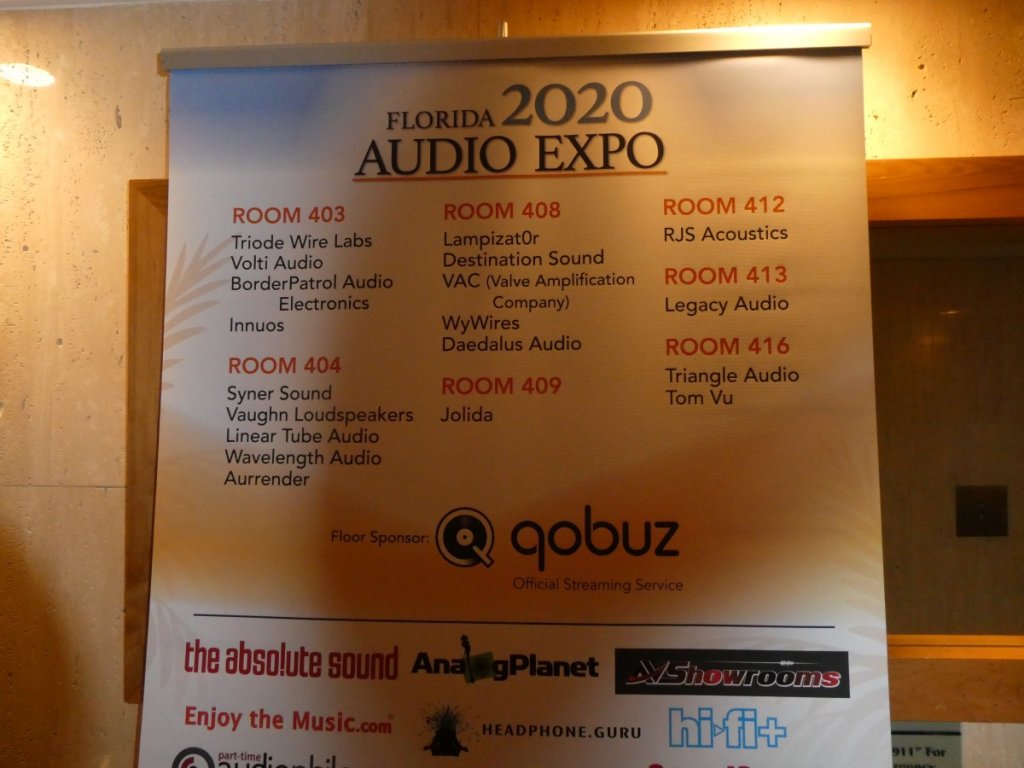 FLORIDA 2020
AUDIO EXPO
ROOM 403
Triode Wire Labs
Volti Audio
BorderPatrol Audio
Electronics
Innuos
ROOM 404
Syner Sound
Vaughn Loudspeakers
Linear Tube Audio
Wavelength Audio
Aurrender
ROOM 408
Lampizat0r
Destination Sound
VAC (Valve Amplification
Company)
WyWires
Daedalus Audio
ROOM 409
Jolida
ROOM 412
RJS Acoustics
ROOM 413
Legacy Audio
ROOM 416
Triangle Audio
Tom Vu
Floor Sponsor: qobuz
Official Streaming Service
the abso!ute sound
AnalogPlanet
AVShowrooms
Enjoy the Music.com
HEADPHONE.GURU
hi-fi+
part-time
911" For